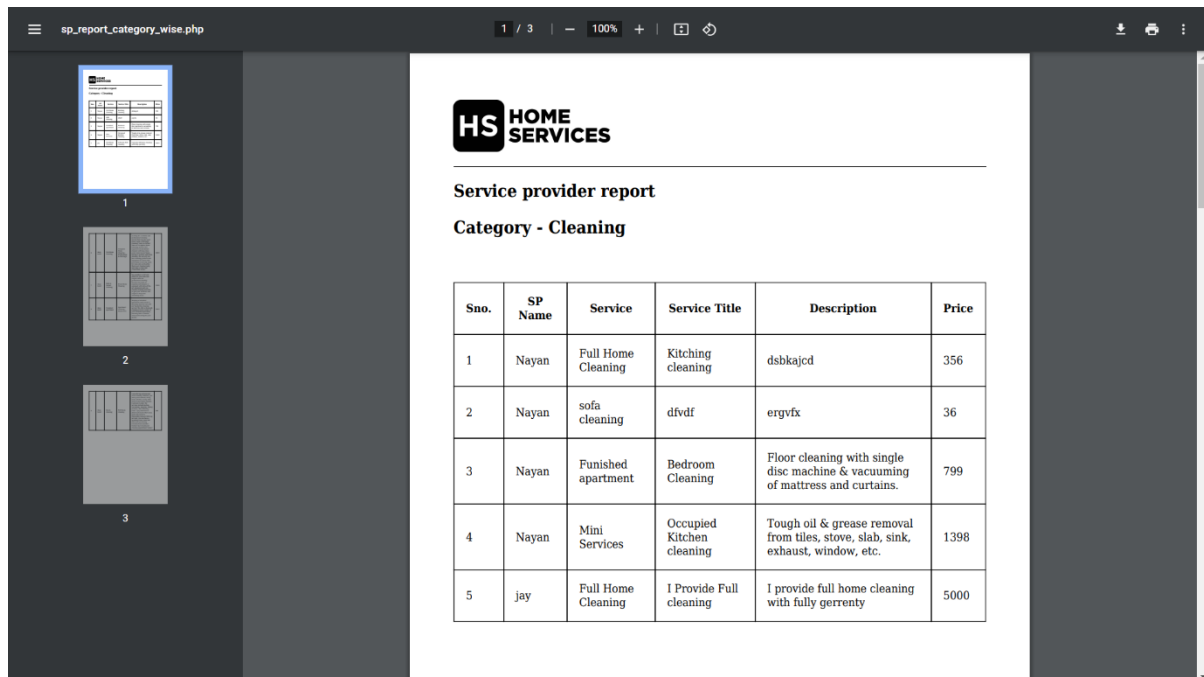 sp_report_category_wise.php
1 / 3
100%
1
2
3
HS HOME
SERVICES
Service provider report
Category - Cleaning
Sno.
SP
Name
Service
Service Title
Description
Price
1
Nayan
Full Home
Cleaning
Kitching
cleaning
dsbkajcd
356
2
Nayan
sofa
cleaning
dfvdf
ergvfx
36
3
Nayan
Funished
apartment
Bedroom
Cleaning
Floor cleaning with single
disc machine & vacuuming
of mattress and curtains.
799
4
Nayan
Mini
Services
Occupied
Kitchen
cleaning
Tough oil & grease removal
from tiles, stove, slab, sink,
exhaust, window, etc.
1398
5
jay
Full Home
Cleaning
I Provide Full
cleaning
I provide full home cleaning
with fully gerrenty
5000